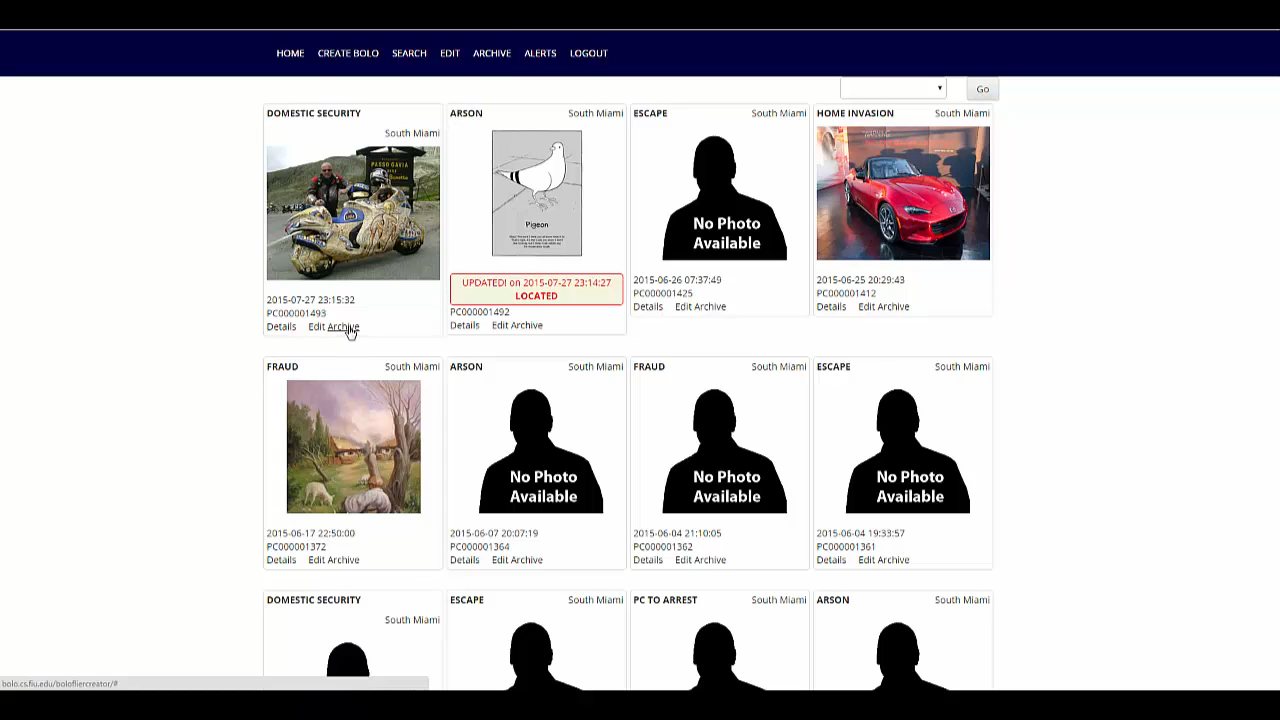 HOME CREATE BOLO SEARCH EDIT ARCHIVE ALERTS LOGOUT
Go
DOMESTIC SECURITY
South Miami
PASSO GAVIA
2015-07-27 23:15:32
PC000001493
Details Edit Archive
ARSON South Miami
Pigeon
UPDATED! on 2015-07-27 23:14:27
LOCATED
PC000001492
Details Edit Archive
ESCAPE South Miami
No Photo
Available
2015-06-26 07:37:49
PC000001425
Details Edit Archive
HOME INVASION South Miami
2015-06-25 20:29:43
PC000001412
Details Edit Archive
FRAUD South Miami
2015-06-17 22:50:00
PC000001372
Details Edit Archive
ARSON South Miami
No Photo
Available
2015-06-07 20:07:19
PC000001364
Details Edit Archive
FRAUD South Miami
No Photo
Available
2015-06-04 21:10:05
PC000001362
Details Edit Archive
ESCAPE South Miami
No Photo
Available
2015-06-04 19:33:57
PC000001361
Details Edit Archive
DOMESTIC SECURITY
South Miami
ESCAPE South Miami
PC TO ARREST South Miami
ARSON South Miami
bolo.cs.fiu.edu/bolofliercreator/#